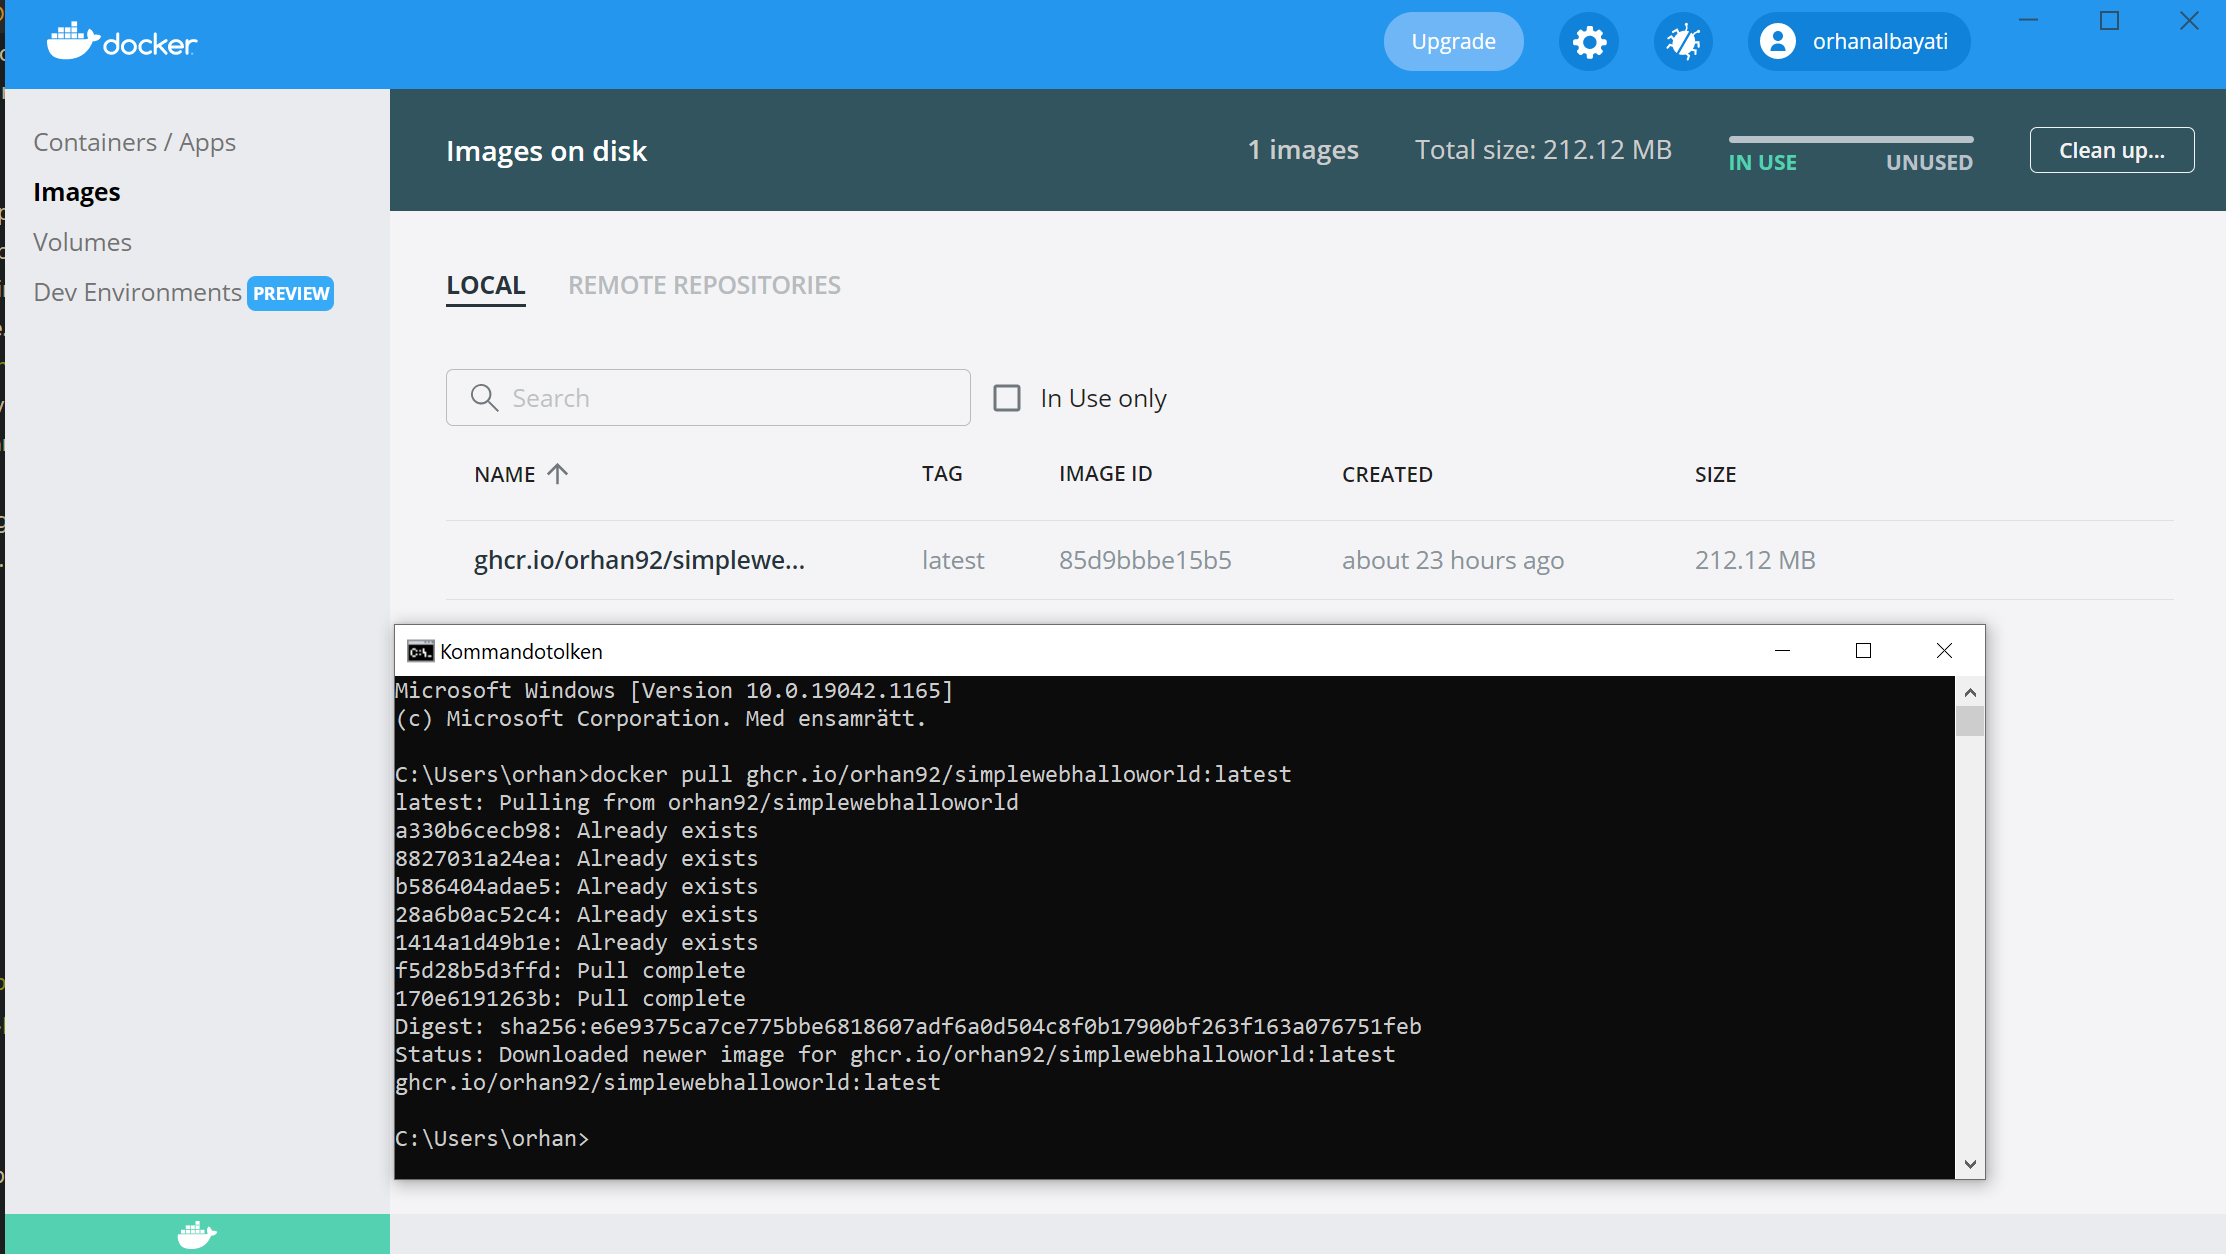 docker
Upgrade
orhanalbayati
Containers / Apps
Images
Volumes
Dev Environments PREVIEW
Images on disk
1 images
Total size: 212.12 MB
IN USE
UNUSED
Clean up...
LOCAL
REMOTE REPOSITORIES
Search
In Use only
NAME
TAG
IMAGE ID
CREATED
SIZE
ghcr.io/orhan92/simplewe...
latest
85d9bbbe15b5
about 23 hours ago
212.12 MB
C:\.
Kommandotolken
Microsoft Windows [Version 10.0.19042.1165]
(c) Microsoft Corporation. Med ensamrätt.
C:\Users\orhan>docker pull ghcr.io/orhan92/simplewebhalloworld:latest
latest: Pulling from orhan92/simplewebhalloworld
a330b6cecb98: Already exists
8827031a24ea: Already exists
b586404adae5: Already exists
28a6b0ac52c4: Already exists
1414a1d49b1e: Already exists
f5d28b5d3ffd: Pull complete
170e6191263b: Pull complete
Digest: sha256:e6e9375ca7ce775bbe6818607adf6a0d504c8f0b17900bf263f163a076751feb
Status: Downloaded newer image for ghcr.io/orhan92/simplewebhalloworld:latest
ghcr.io/orhan92/simplewebhalloworld:latest
C:\Users\orhan>